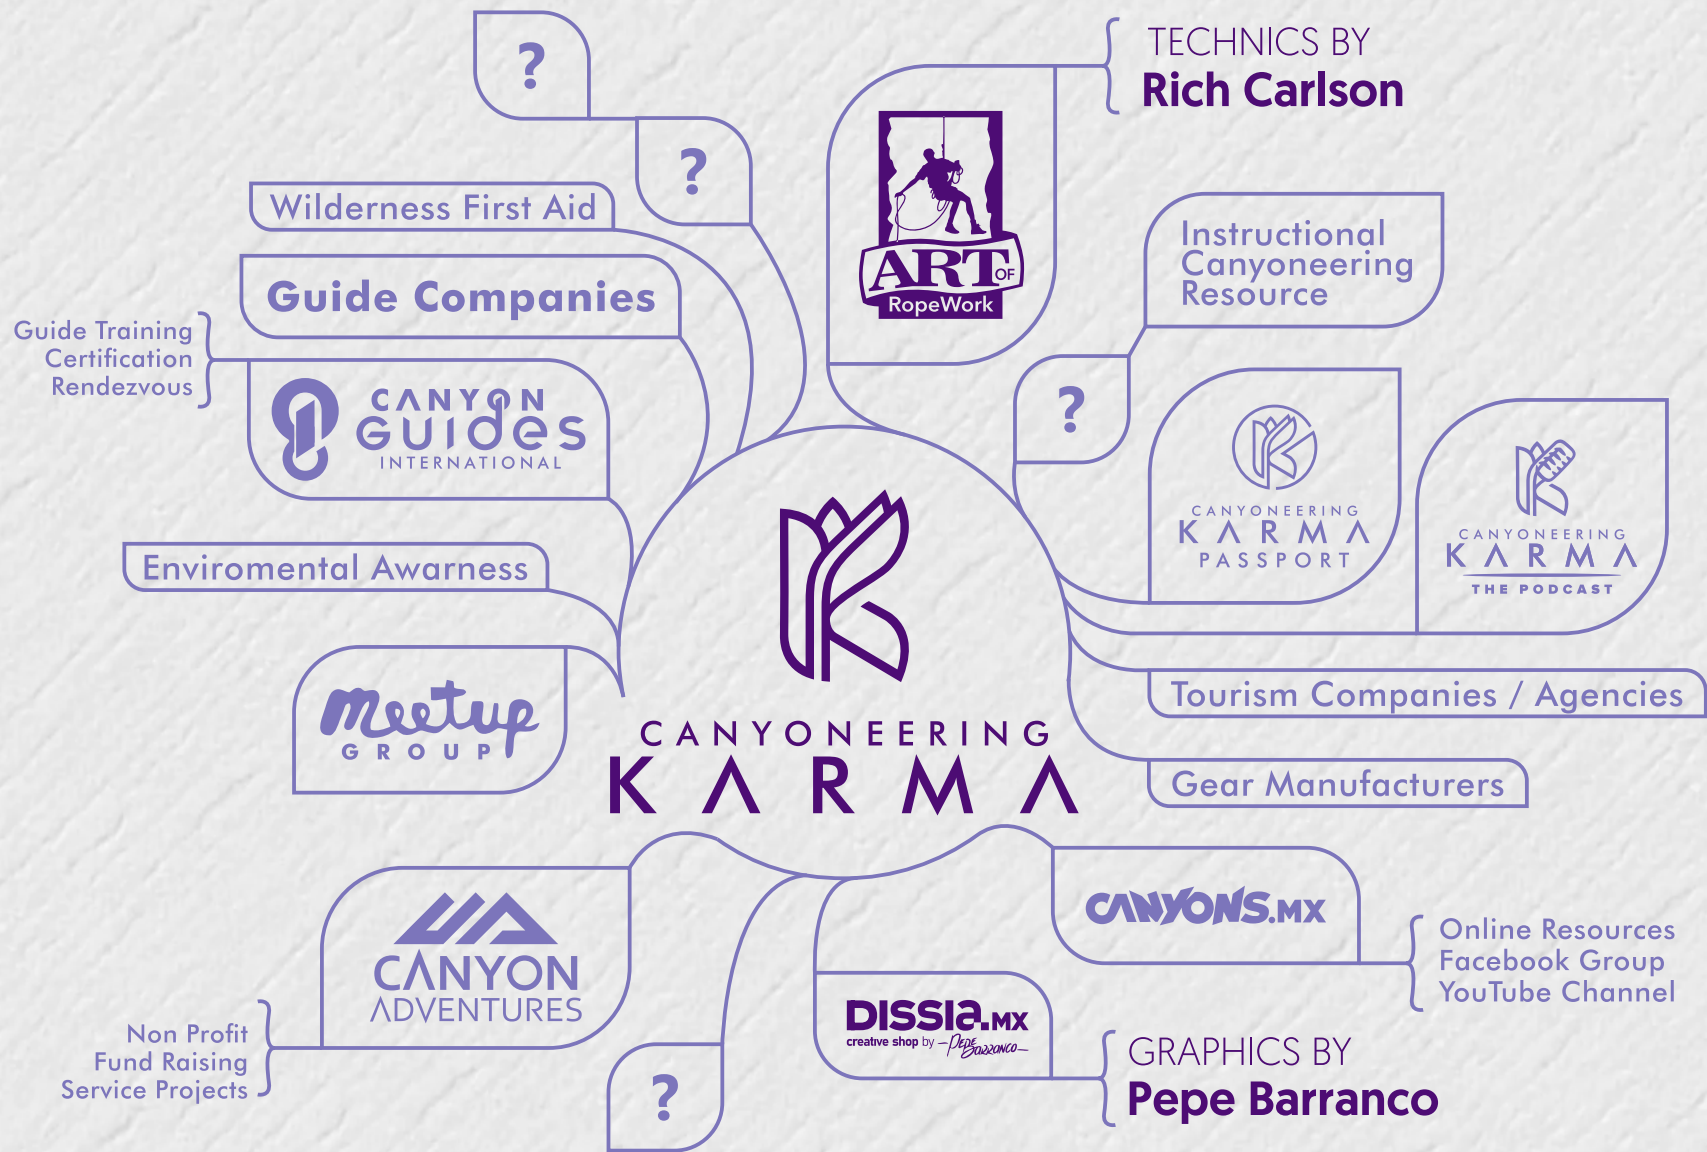 ?
?
TECHNICS BY
Rich Carlson
ART OF
RopeWork
Wilderness First Aid
Guide Companies
Guide Training
Certification
Rendezvous
CANYON
GUIDES
INTERNATIONAL
Enviromental Awarness
meetup
GROUP
Instructional
Canyoneering
Resource
?
CANYONEERING
KARMA
PASSPORT
CANYONEERING
KARMA
THE PODCAST
Tourism Companies / Agencies
Gear Manufacturers
CANYONEERING
KARMA
CANYON
ADVENTURES
Non Profit
Fund Raising
Service Projects
?
DISSIA.MX
creative shop by PEPE BARRANCO
GRAPHICS BY
Pepe Barranco
CANYONS.MX
Online Resources
Facebook Group
YouTube Channel